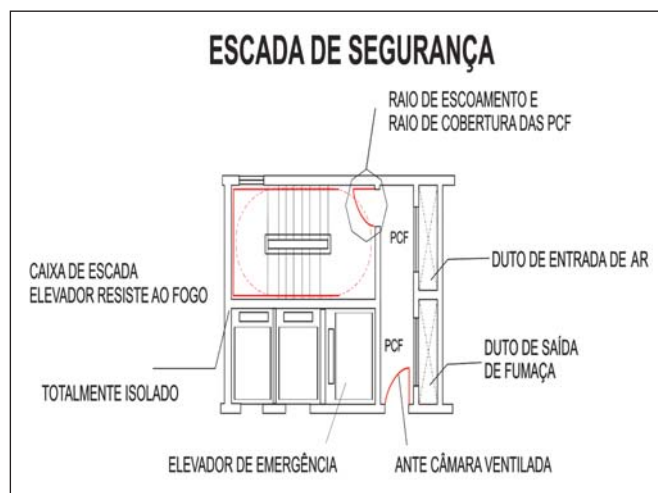 ESCADA DE SEGURANÇA
RAIO DE ESCOAMENTO E
RAIO DE COBERTURA DAS PCF
PCF
DUTO DE ENTRADA DE AR
CAIXA DE ESCADA
ELEVADOR RESISTE AO FOGO
PCF
DUTO DE SAÍDA
DE FUMAÇA
TOTALMENTE ISOLADO
ELEVADOR DE EMERGÊNCIA
ANTE CÂMARA VENTILADA